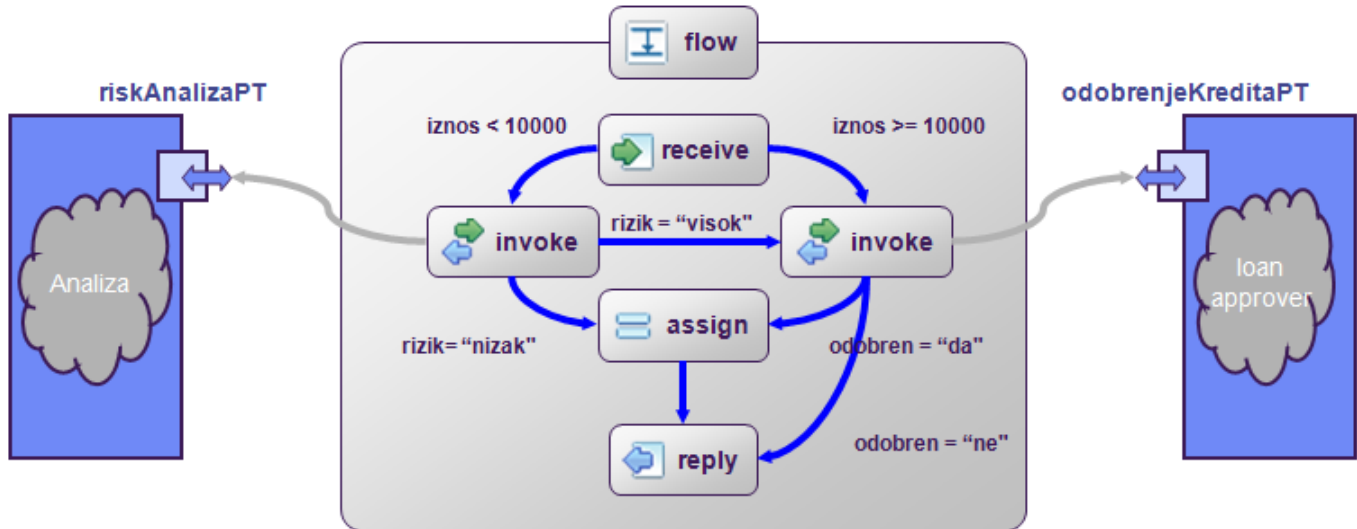 flow
riskAnalizaPT
odobrenjeKreditaPT
iznos < 10000
iznos >= 10000
receive
invoke
rizik = “visok"
invoke
Analiza
loan
approver
assign
rizik= “nizak"
odobren = “da"
odobren = “ne"
reply